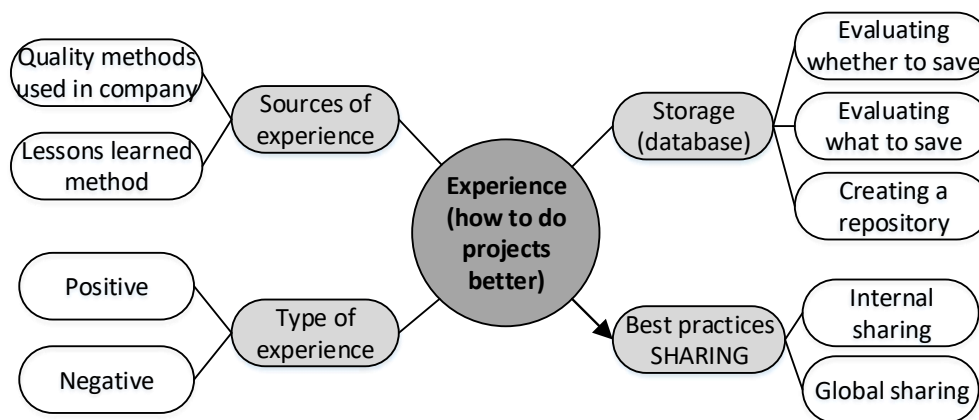 Quality methods
used in company
Lessons learned
method
Sources of
experience
Positive
Negative
Type of
experience
Experience
(how to do
projects
better)
Storage
(database)
Evaluating
whether to save
Evaluating
what to save
Creating a
repository
Best practices
SHARING
Internal
sharing
Global sharing